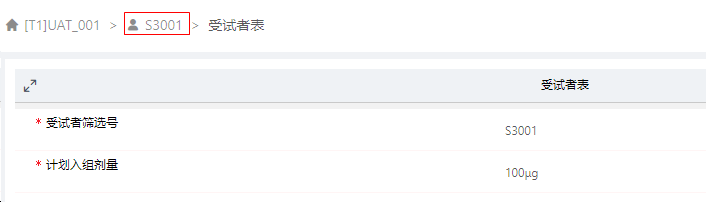 [T1]UAT_001 > S3001 > 受试者表
受试者表
* 受试者筛选号
S3001
* 计划入组剂量
100μg